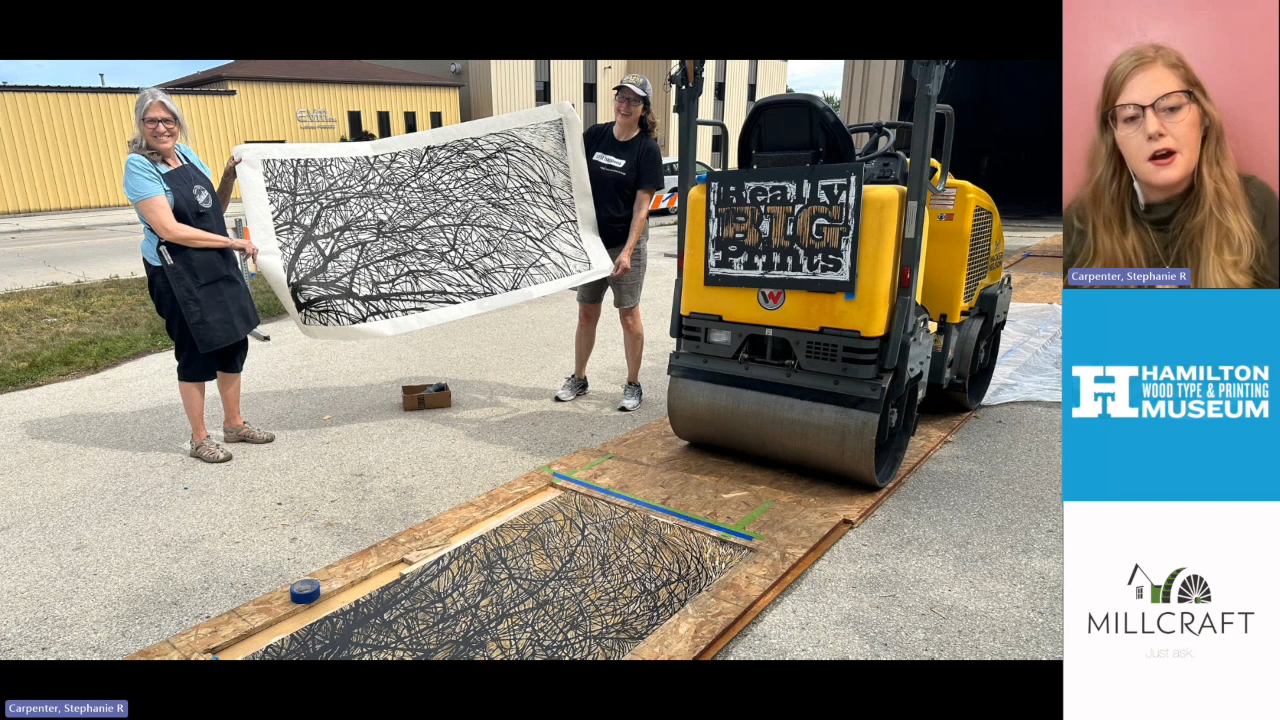 Really
BIG
Prints
W
Carpenter, Stephanie R
HAMILTON
WOOD TYPE & PRINTING
MUSEUM
MILLCRAFT
Just ask.
Carpenter, Stephanie R